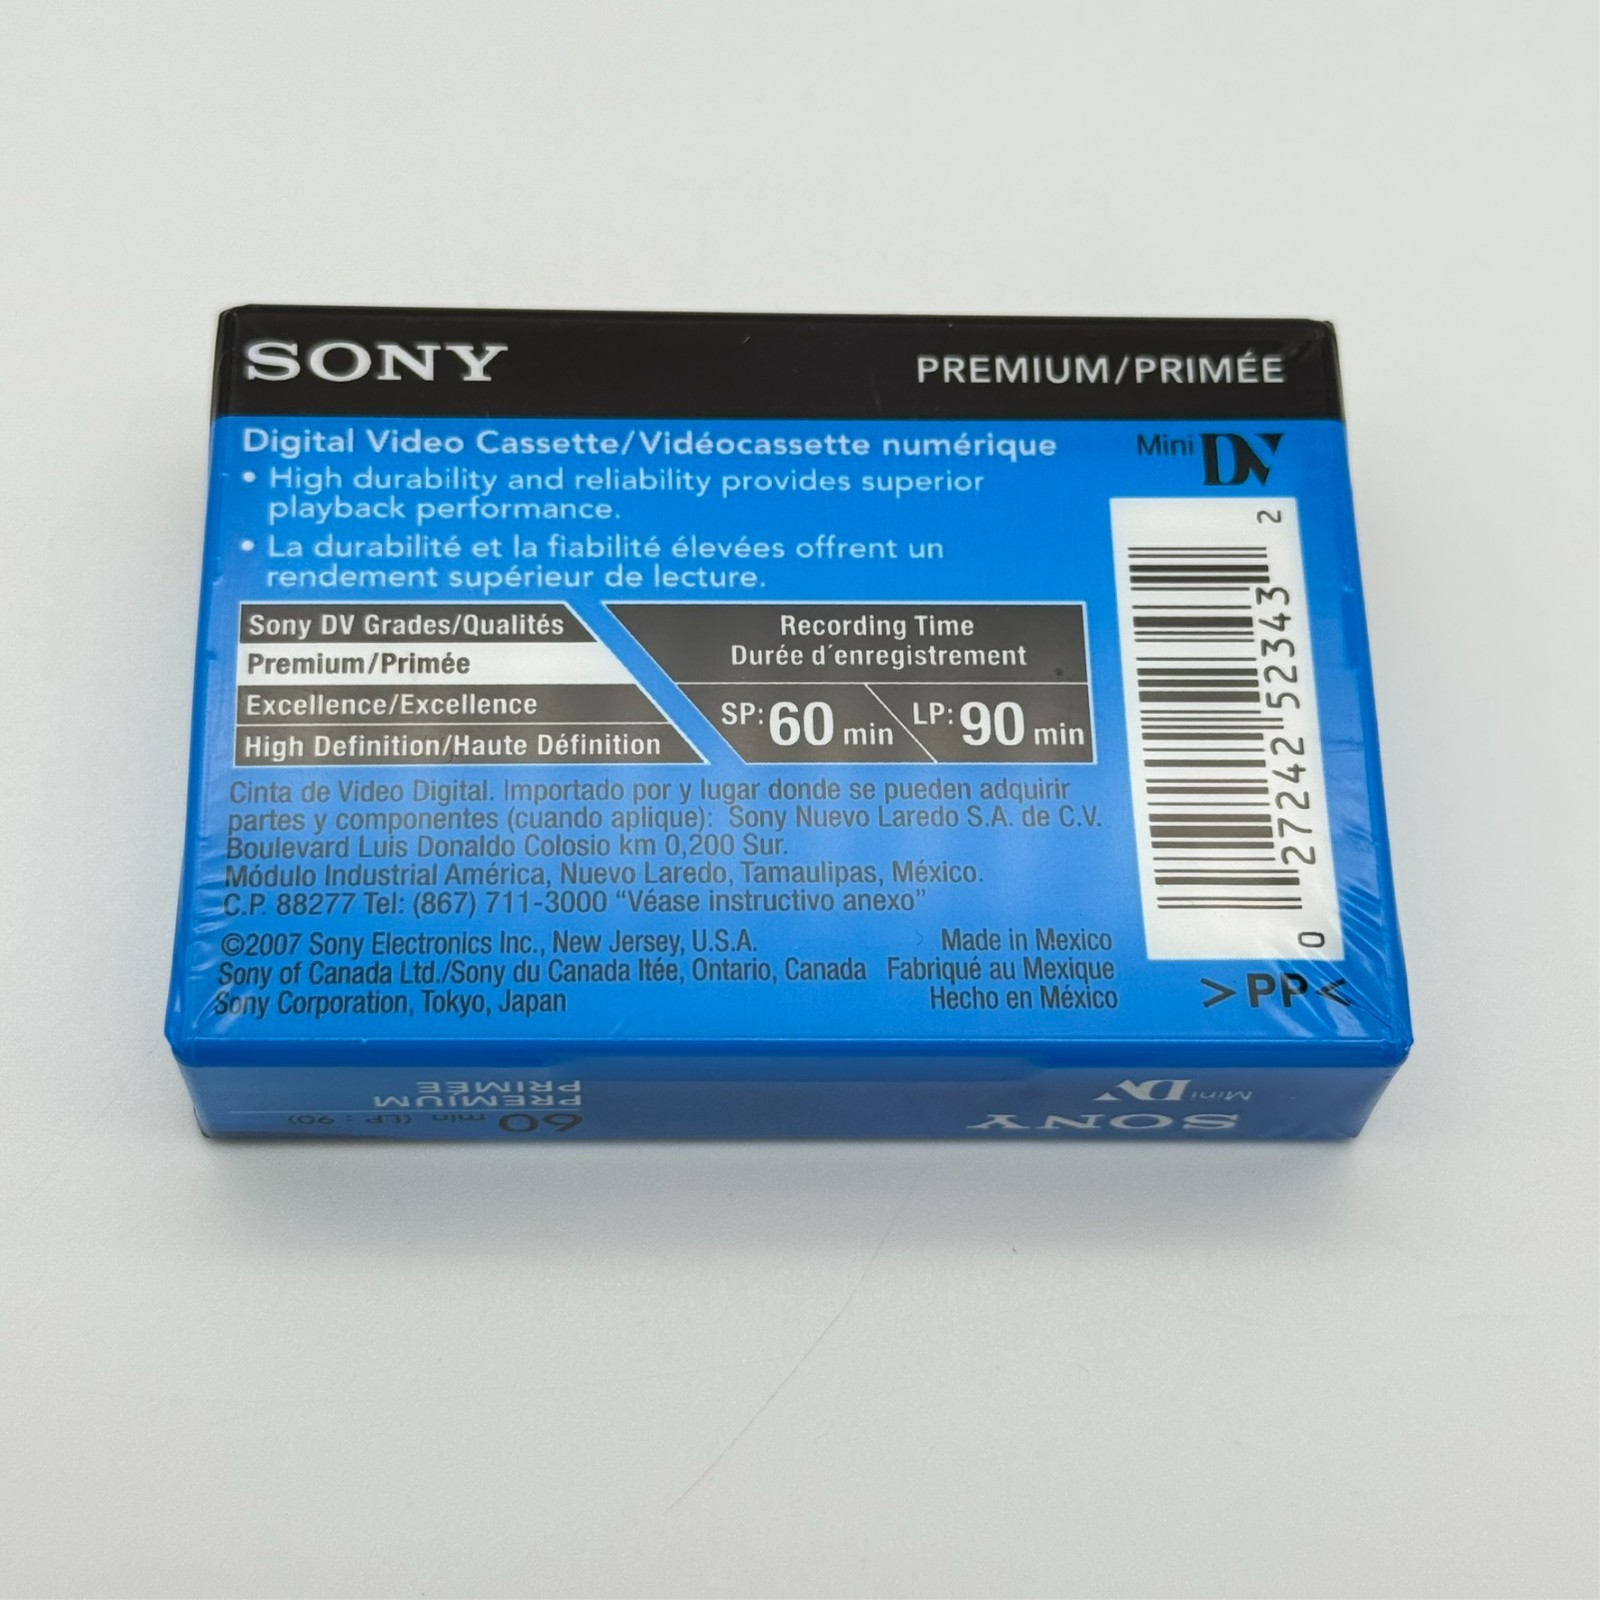 SONY
PREMIUM/PRIMÉE
Digital Video Cassette/Vidéocassette numérique
Mini DV
• High durability and reliability provides superior
playback performance.
• La durabilité et la fiabilité élevées offrent un
rendement supérieur de lecture.
Sony DV Grades/Qualités
Premium/Primée
Excellence/Excellence
High Definition/Haute Définition
Recording Time
Durée d'enregistrement
SP: 60 min
LP: 90 min
0 27242 52343 2
Cinta de Video Digital. Importado por y lugar donde se pueden adquirir
partes y componentes (cuando aplique): Sony Nuevo Laredo S.A. de C.V.
Boulevard Luis Donaldo Colosio km 0,200 Sur.
Módulo Industrial América, Nuevo Laredo, Tamaulipas, México.
C.P. 88277 Tel: (867) 711-3000 “Véase instructivo anexo”
©2007 Sony Electronics Inc., New Jersey, U.S.A.
Sony of Canada Ltd./Sony du Canada ltée, Ontario, Canada
Sony Corporation, Tokyo, Japan
Made in Mexico
Fabriqué au Mexique
Hecho en México
>PP<
SONY
Mini DV
60 min (LP : 90)
PREMIUM
PRIMÉE